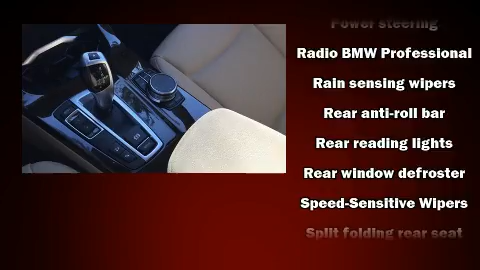 Power steering
Radio BMW Professional
Rain sensing wipers
Rear anti-roll bar
Rear reading lights
Rear window defroster
Speed-Sensitive Wipers
Split folding rear seat